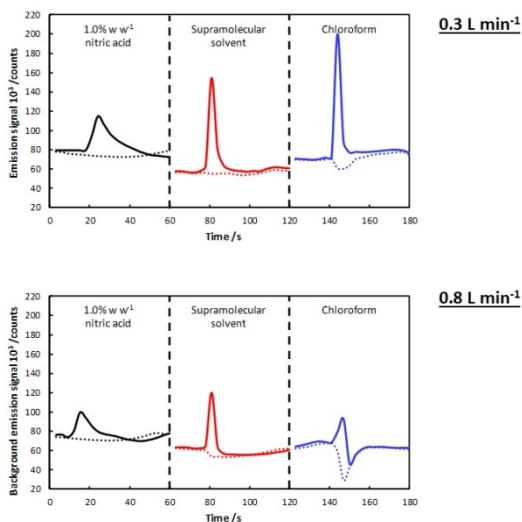 0.3 L min⁻¹
1.0% w w⁻¹
nitric acid
Supramolecular
solvent
Chloroform
Emission signal 10³ /counts
220
200
180
160
140
120
100
80
60
40
20
0 20 40 60 80 100 120 140 160 180
Time /s
0.8 L min⁻¹
1.0% w w⁻¹
nitric acid
Supramolecular
solvent
Chloroform
Background emission signal 10³ /counts
220
200
180
160
140
120
100
80
60
40
20
0 20 40 60 80 100 120 140 160 180
Time /s